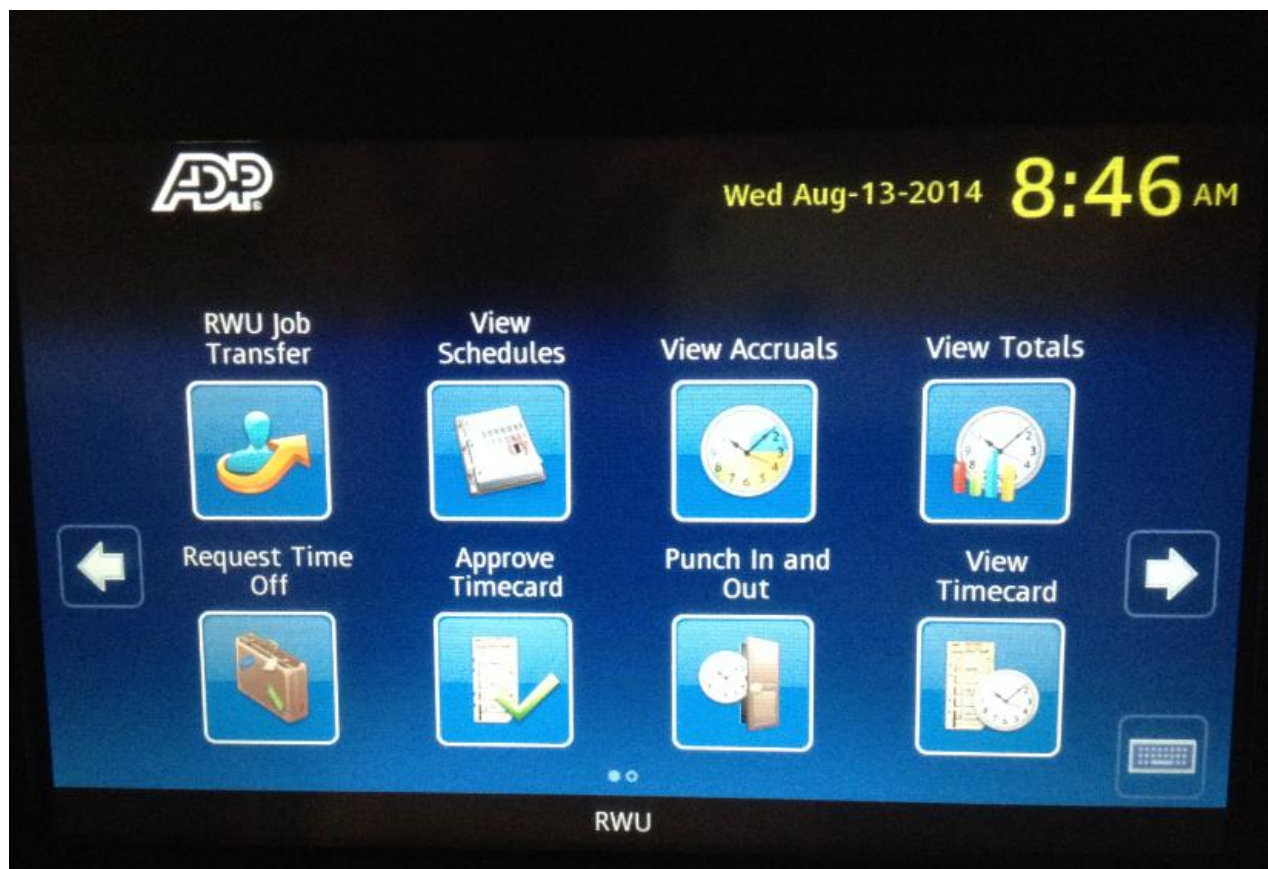 ADP
Wed Aug-13-2014 8:46 AM
RWU Job
Transfer
View
Schedules
View Accruals
View Totals
Request Time
Off
Approve
Timecard
Punch In and
Out
View
Timecard
RWU